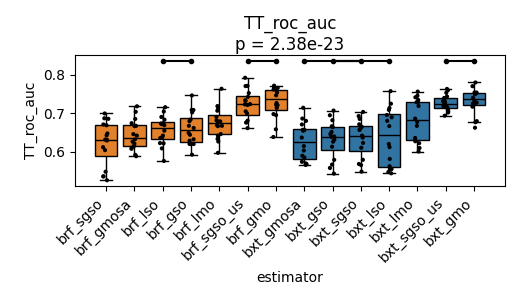 TT_roc_auc
p = 2.38e-23
TT_roc_auc
0.8
0.7
0.6
brf_sgso
brf_gmosa
brf_lso
brf_gso
brf_lmo
brf_sgso_us
brf_gmo
bxt_gmosa
bxt_gso
bxt_sgso
bxt_lso
bxt_lmo
bxt_sgso_us
bxt_gmo
estimator